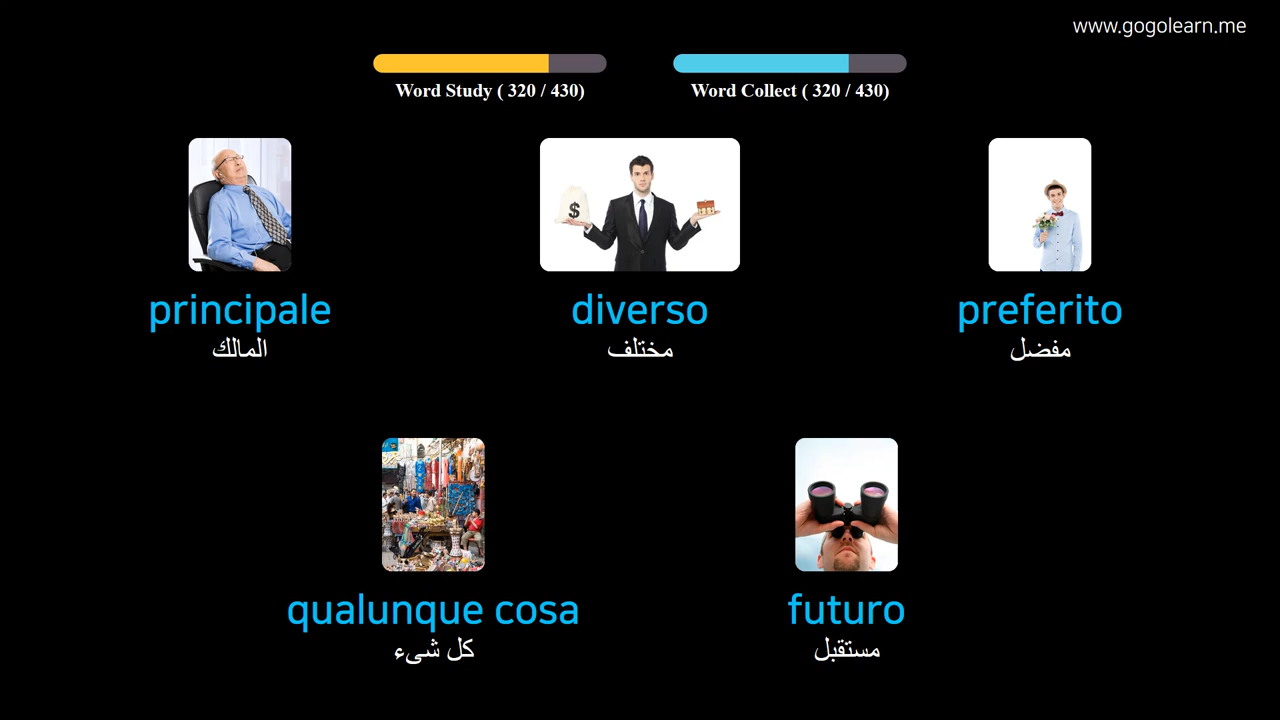 www.gogolearn.me
Word Study ( 320 / 430)
Word Collect ( 320 / 430)
principale
المالك
diverso
مختلف
preferito
مفضل
qualunque cosa
كل شىء
futuro
مستقبل